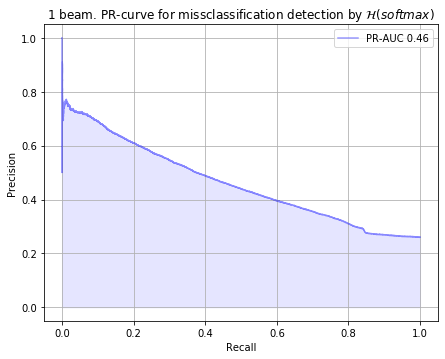 1 beam. PR-curve for missclassification detection by ℋ(softmax)
PR-AUC 0.46
1.0
0.8
0.6
0.4
0.2
0.0
Precision
0.0 0.2 0.4 0.6 0.8 1.0
Recall